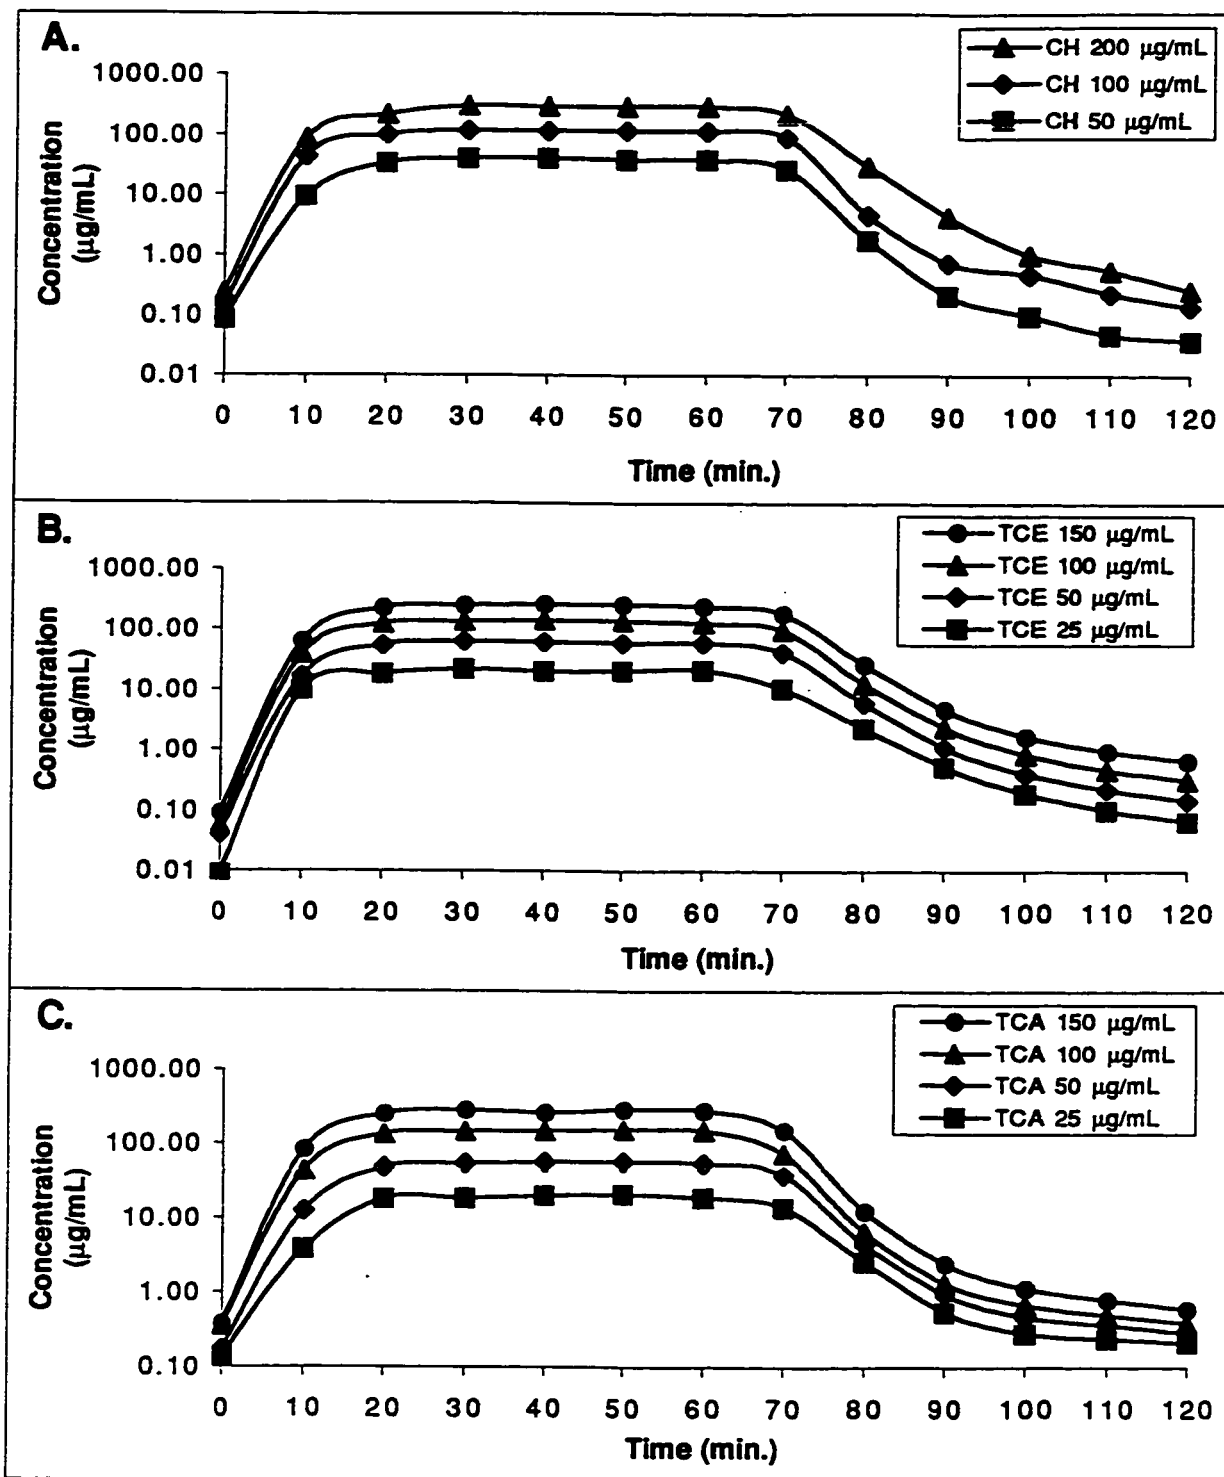 A.
CH 200 µg/mL
CH 100 µg/mL
CH 50 µg/mL
Concentration
(µg/mL)
1000.00
100.00
10.00
1.00
0.10
0.01
0 10 20 30 40 50 60 70 80 90 100 110 120
Time (min.)
B.
TCE 150 µg/mL
TCE 100 µg/mL
TCE 50 µg/mL
TCE 25 µg/mL
Concentration
(µg/mL)
1000.00
100.00
10.00
1.00
0.10
0.01
0 10 20 30 40 50 60 70 80 90 100 110 120
Time (min.)
C.
TCA 150 µg/mL
TCA 100 µg/mL
TCA 50 µg/mL
TCA 25 µg/mL
Concentration
(µg/mL)
1000.00
100.00
10.00
1.00
0.10
0 10 20 30 40 50 60 70 80 90 100 110 120
Time (min.)